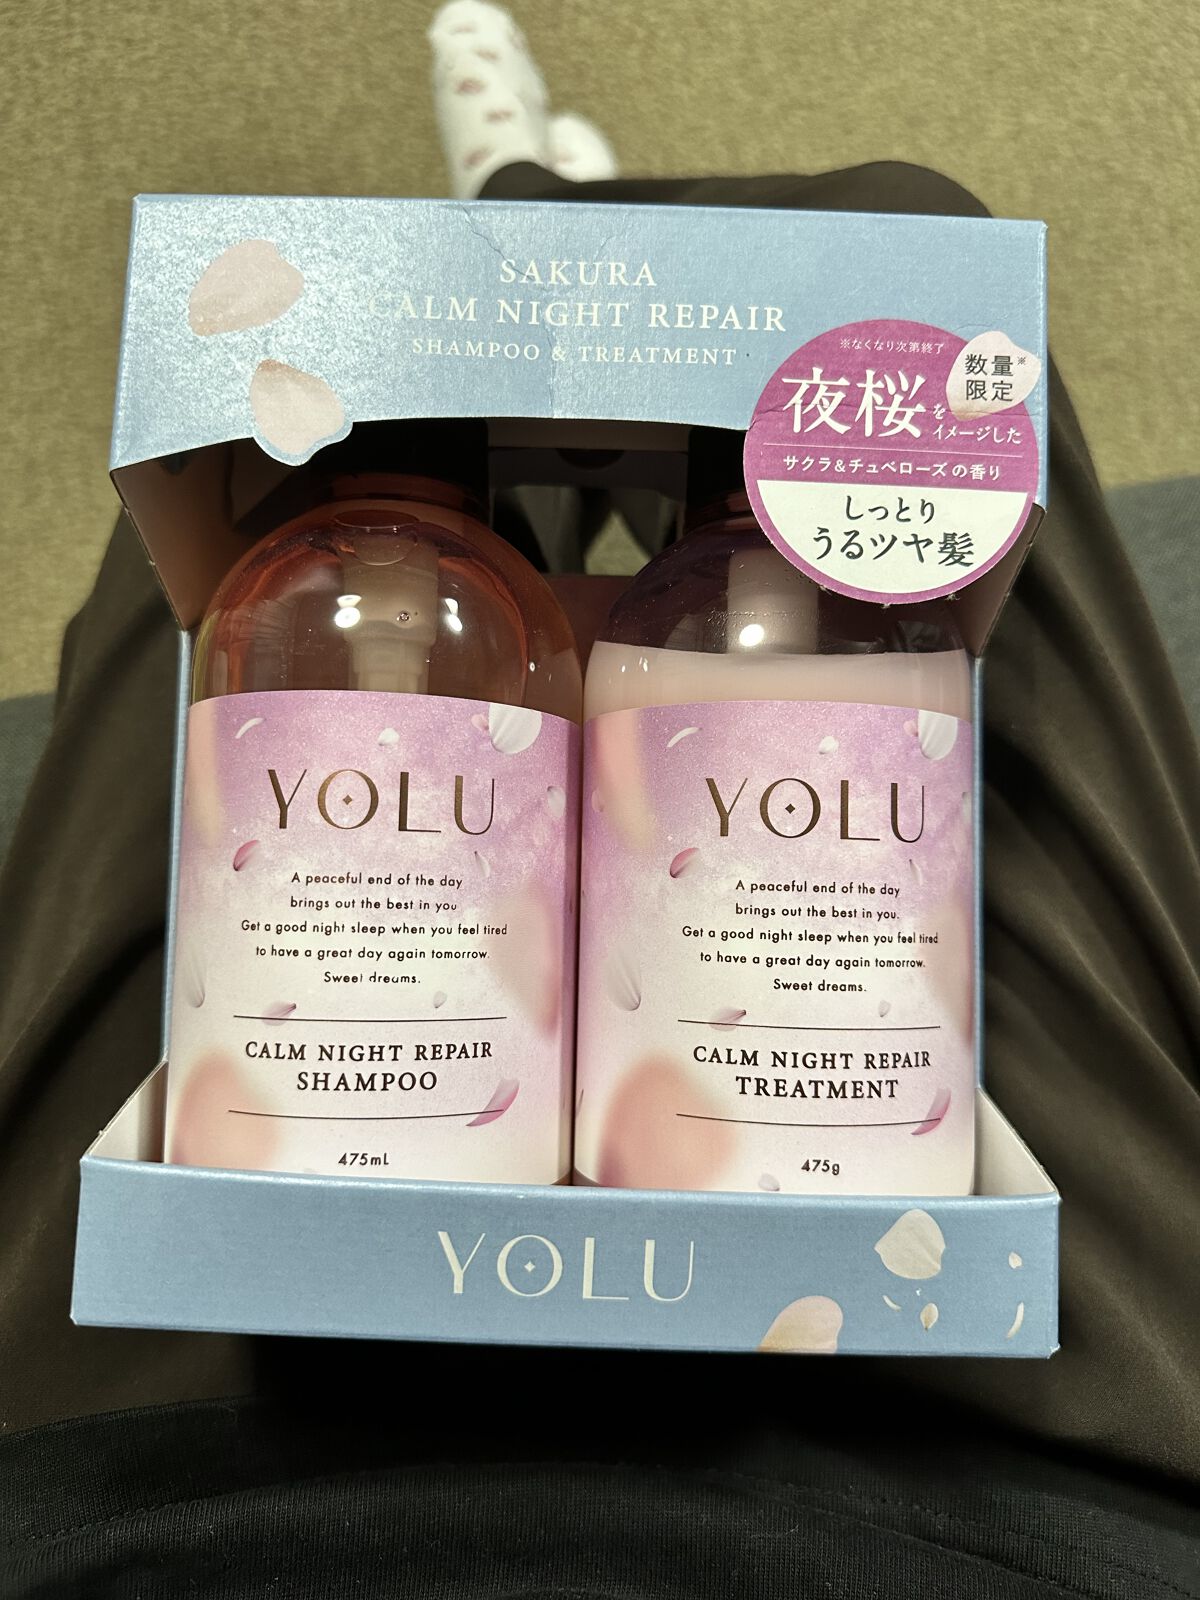 SAKURA
CALM NIGHT REPAIR
SHAMPOO & TREATMENT
※なくなり次第終了
数量※
限定
夜桜を
イメージした
サクラ&チュベローズの香り
しっとり
うるツヤ髪
YOLU
A peaceful end of the day
brings out the best in you
Get a good night sleep when you feel tired
to have a great day again tomorrow.
Sweet dreams.
CALM NIGHT REPAIR
SHAMPOO
475mL
YOLU
A peaceful end of the day
brings out the best in you.
Get a good night sleep when you feel tired
to have a great day again tomorrow.
Sweet dreams.
CALM NIGHT REPAIR
TREATMENT
475g
YOLU